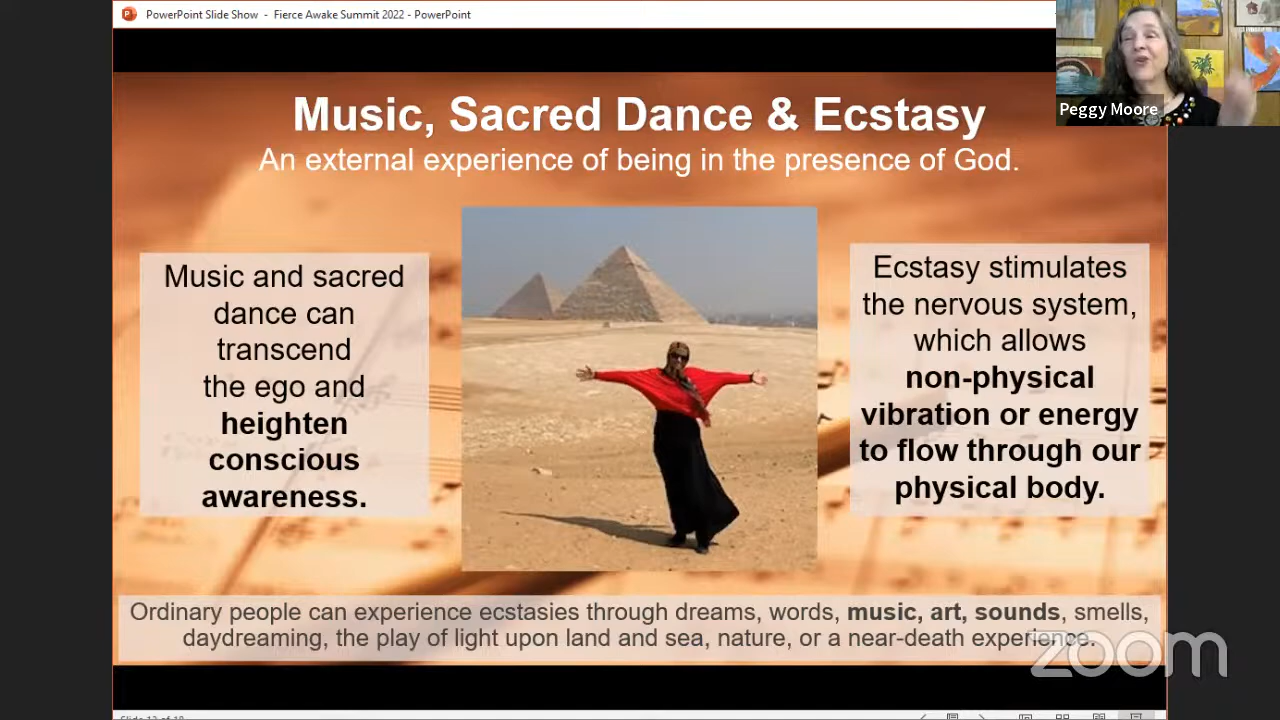 PowerPoint Slide Show - Fierce Awake Summit 2022 - PowerPoint
Peggy Moore
Music, Sacred Dance & Ecstasy
An external experience of being in the presence of God.
Music and sacred
dance can
transcend
the ego and
heighten
conscious
awareness.
Ecstasy stimulates
the nervous system,
which allows
non-physical
vibration or energy
to flow through our
physical body.
Ordinary people can experience ecstasies through dreams, words, music, art, sounds, smells,
daydreaming, the play of light upon land and sea, nature, or a near-death experience.
zoom